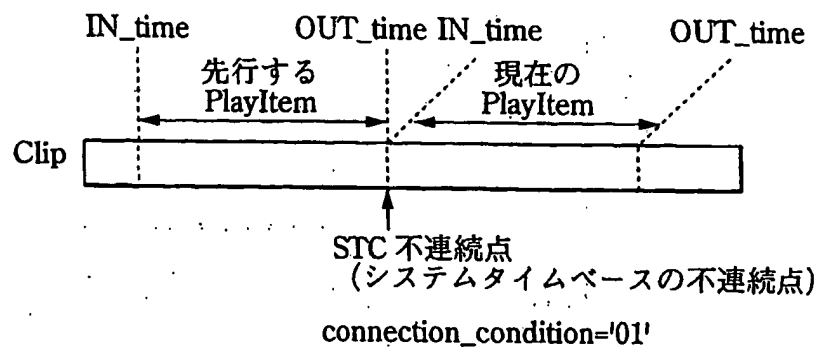 IN_time OUT_time IN_time OUT_time
先行する
PlayItem
現在の
PlayItem
Clip
STC 不連続点
（システムタイムベースの不連続点）
connection_condition='01'